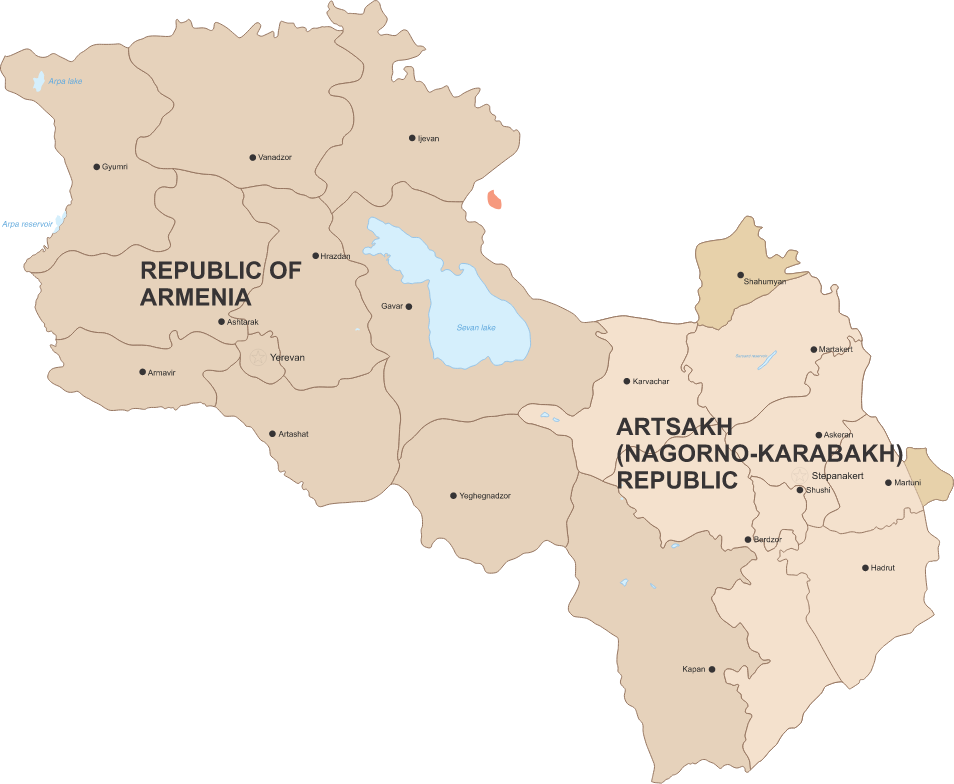 Arpa lake
Ijevan
Vanadzor
Gyumri
Arpa reservoir
Hrazdan
REPUBLIC OF
ARMENIA
Shahumyan
Gavar
Ashtarak
Sevan lake
Martakert
Yerevan
Armavir
Karvachar
ARTSAKH
(NAGORNO-KARABAKH)
REPUBLIC
Artashat
Askeran
Stepanakert
Martuni
Shushi
Yeghegnadzor
Berdzor
Hadrut
Kapan